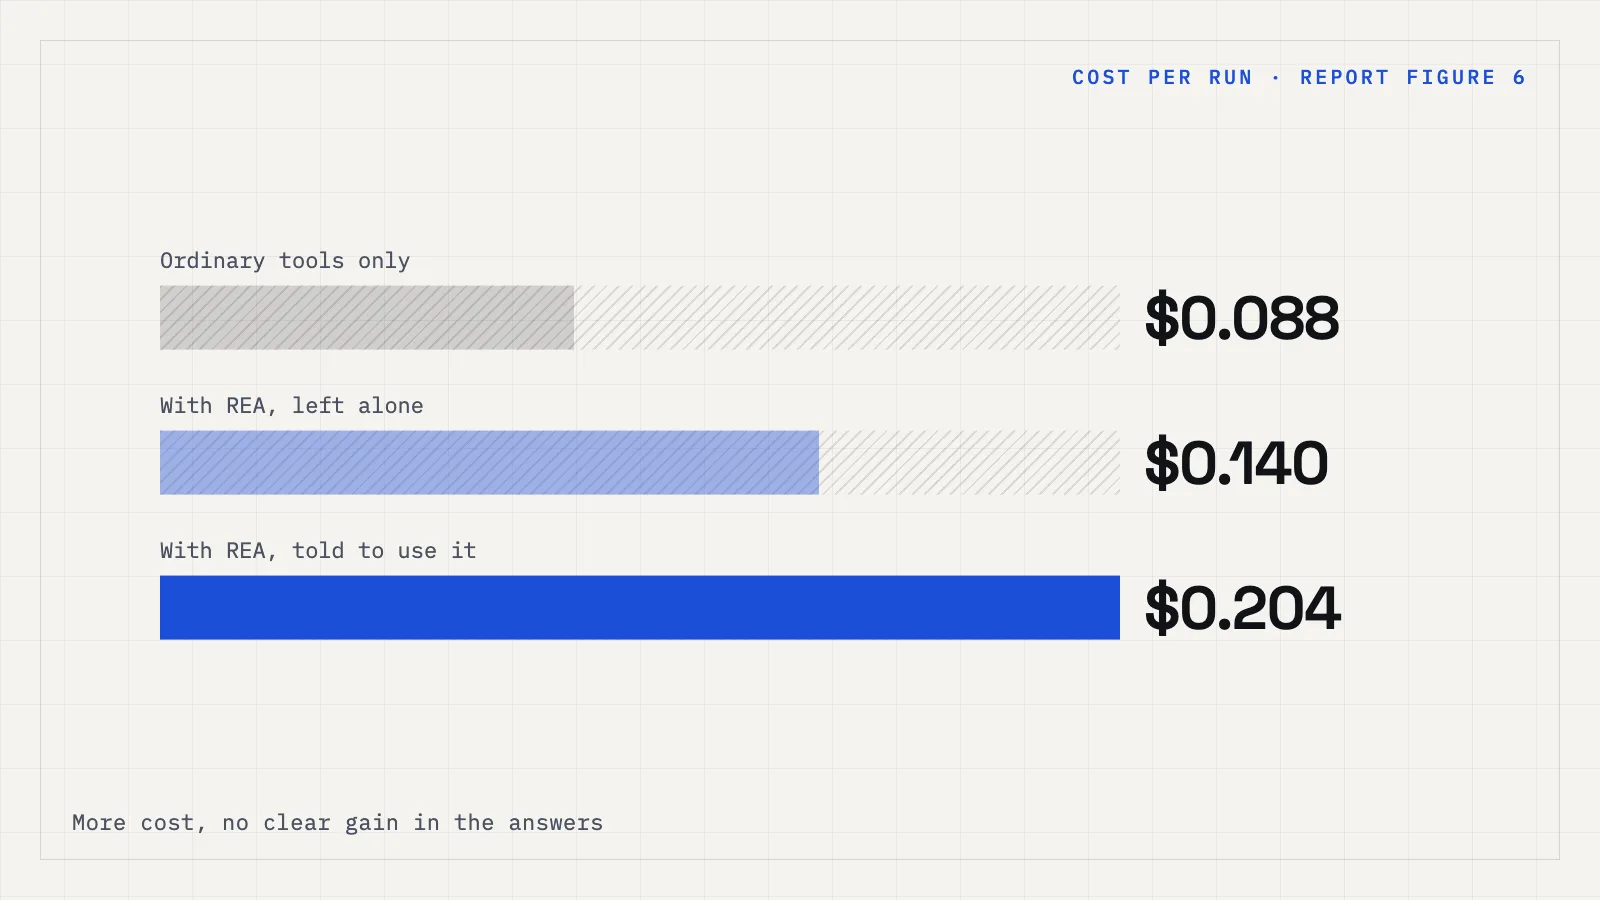 COST PER RUN · REPORT FIGURE 6
Ordinary tools only
$0.088
With REA, left alone
$0.140
With REA, told to use it
$0.204
More cost, no clear gain in the answers